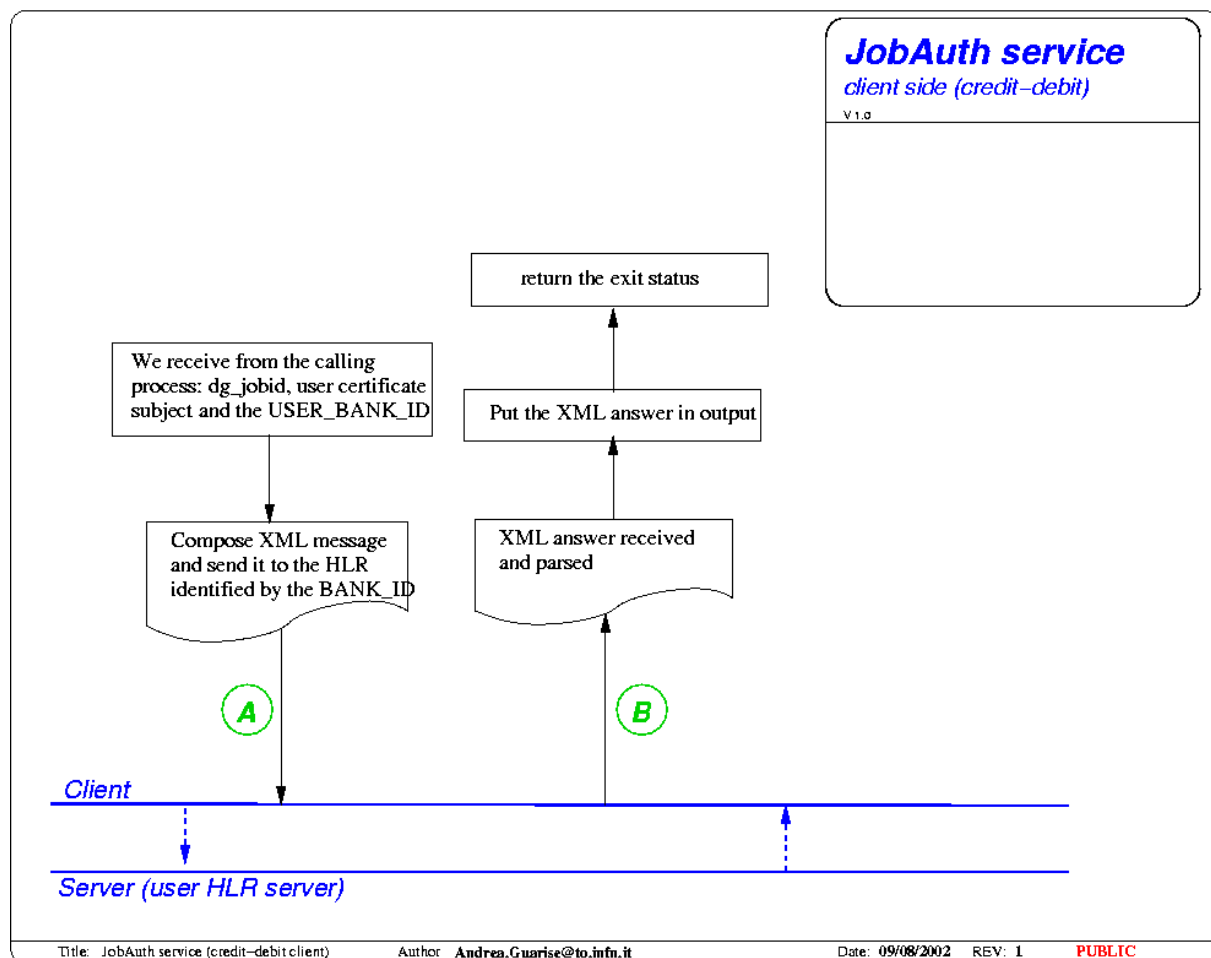 JobAuth service
client side (credit−debit)
V 1.0
return the exit status
We receive from the calling
process: dg_jobid, user certificate
subject and the USER_BANK_ID
Put the XML answer in output
Compose XML message
and send it to the HLR
identified by the BANK_ID
XML answer received
and parsed
A
B
Client
Server (user HLR server)
Title: JobAuth service (credit−debit client) Author Andrea.Guarise@to.infn.it Date: 09/08/2002 REV: 1 PUBLIC